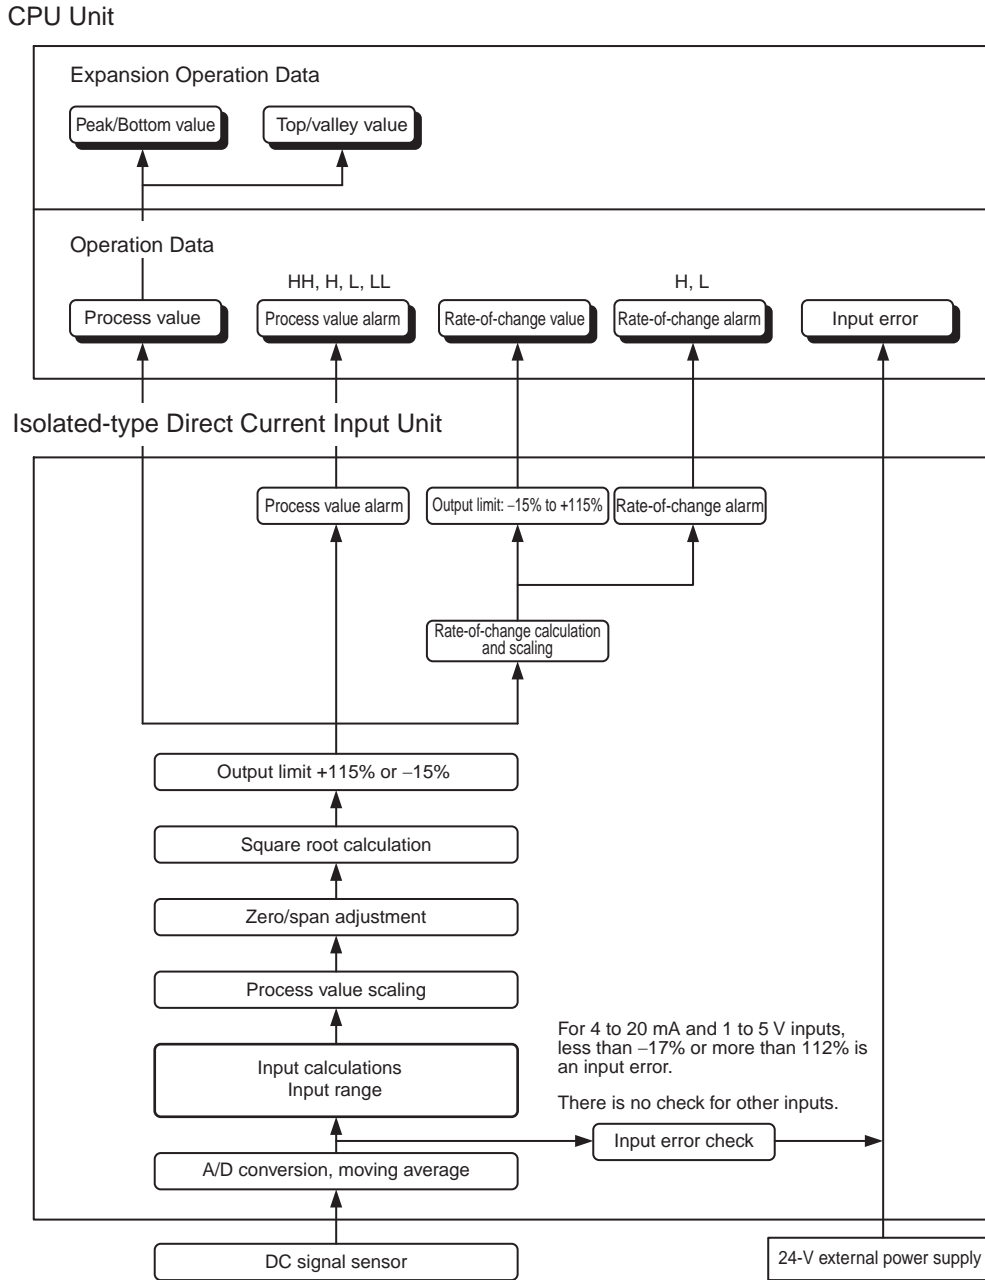 CPU Unit
Expansion Operation Data
Peak/Bottom value
Top/valley value
Operation Data
HH, H, L, LL
H, L
Process value
Process value alarm
Rate-of-change value
Rate-of-change alarm
Input error
Isolated-type Direct Current Input Unit
Process value alarm
Output limit: −15% to +115%
Rate-of-change alarm
Rate-of-change calculation
and scaling
Output limit +115% or −15%
Square root calculation
Zero/span adjustment
Process value scaling
Input calculations
Input range
For 4 to 20 mA and 1 to 5 V inputs,
less than −17% or more than 112% is
an input error.
There is no check for other inputs.
Input error check
A/D conversion, moving average
DC signal sensor
24-V external power supply